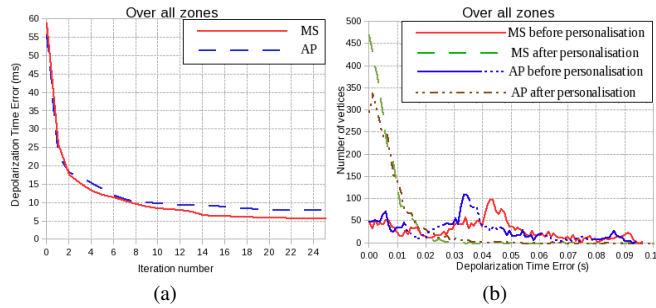 Over all zones
MS
AP
Depolarization Time Error (ms)
60
55
50
45
40
35
30
25
20
15
10
5
0
0 2 4 6 8 10 12 14 16 18 20 22 24
Iteration number
(a)
Over all zones
MS before personalisation
MS after personalisation
AP before personalisation
AP after personalisation
Number of vertices
500
450
400
350
300
250
200
150
100
50
0
0.00 0.01 0.02 0.03 0.04 0.05 0.06 0.07 0.08 0.09 0.1
Depolarization Time Error (s)
(b)